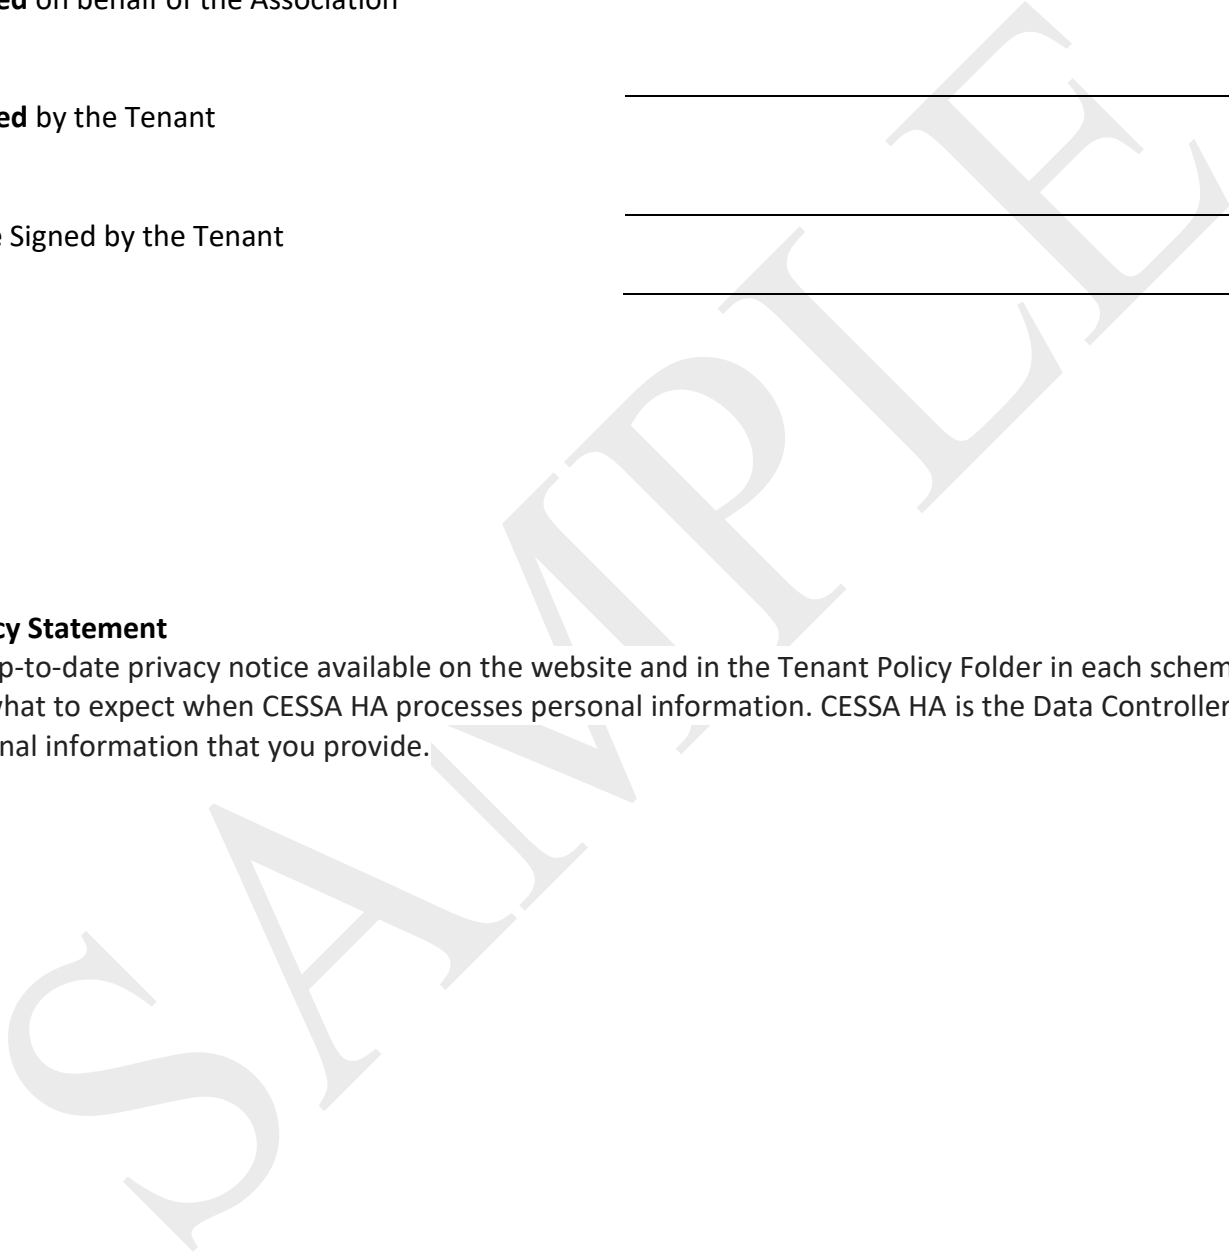 ed on behalf of the Association
ed by the Tenant
e Signed by the Tenant
cy Statement
p-to-date privacy notice available on the website and in the Tenant Policy Folder in each schem
what to expect when CESSA HA processes personal information. CESSA HA is the Data Controller
nal information that you provide.
SAMPLE